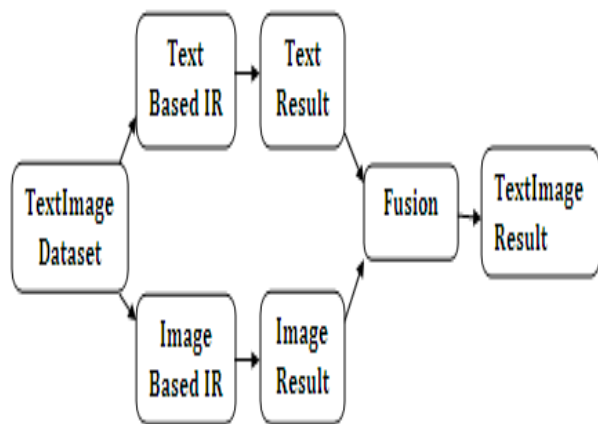 Text
Based IR
Text
Result
TextImage
Dataset
Fusion
TextImage
Result
Image
Based IR
Image
Result